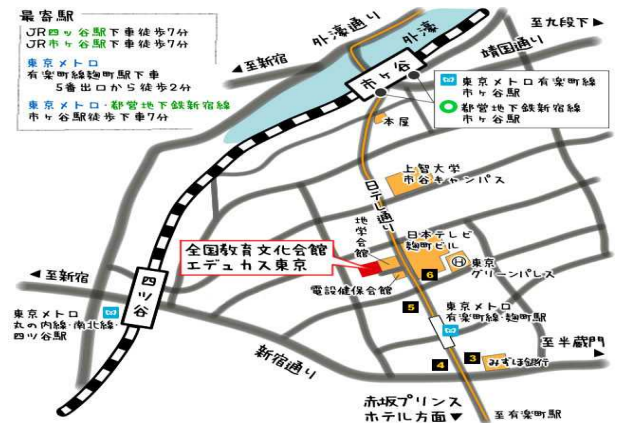 最寄駅
JR四ッ谷駅下車徒歩7分
JR市ヶ谷駅下車徒歩7分
東京メトロ
有楽町線麹町駅下車
5番出口から徒歩2分
東京メトロ・都営地下鉄新宿線
市ヶ谷駅徒歩下車7分
外濠通り
外濠
至九段下
靖国通り
至新宿
市ヶ谷
東京メトロ有楽町線
市ヶ谷駅
都営地下鉄新宿線
市ヶ谷駅
本屋
上智大学
市谷キャンパス
日テレ通り
地学会館
日本テレビ
麹町ビル
全国教育文化会館
エデュカス東京
東京
グリーンパレス
H
6
電設健保会館
至新宿
四ッ谷
5
東京メトロ
有楽町線・麹町駅
東京メトロ
丸の内線・南北線・
四ツ谷駅
新宿通り
至半蔵門
4
3
みずほ銀行
赤坂プリンス
ホテル方面▼
至有楽町駅